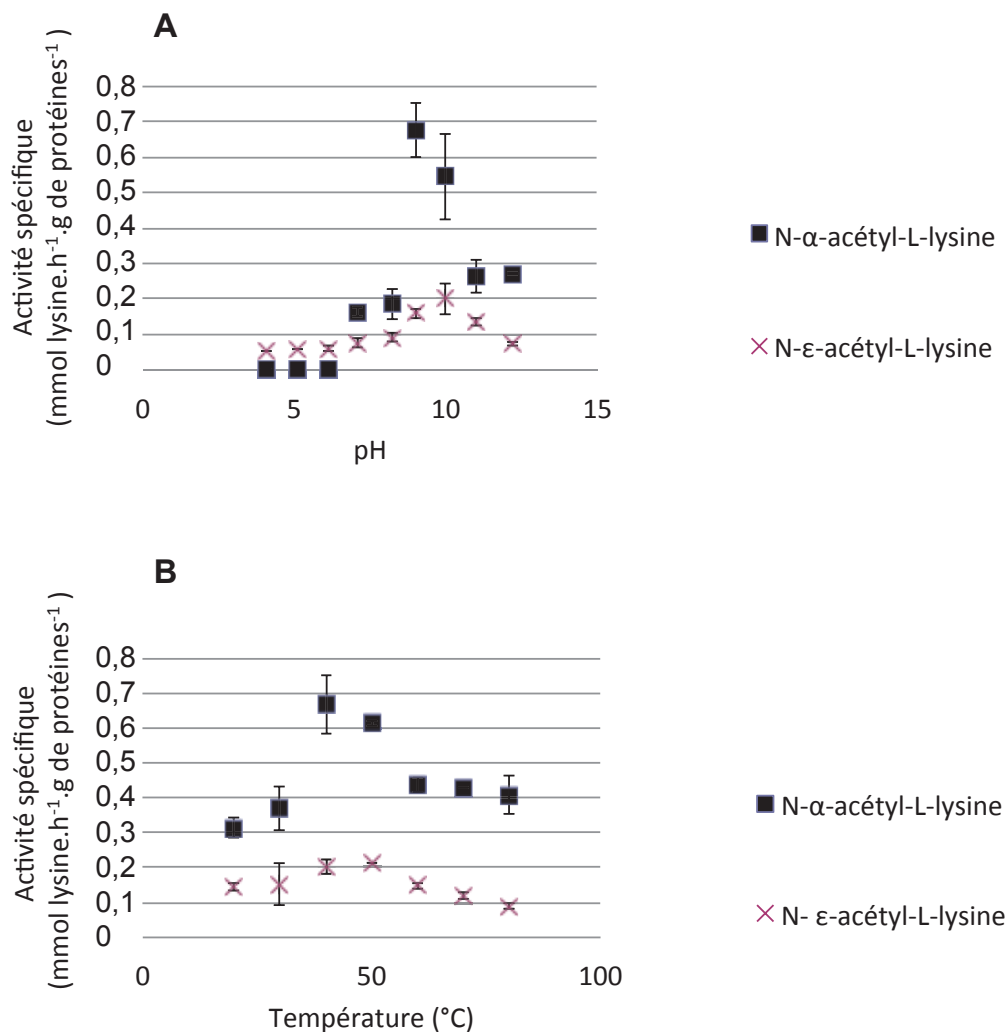 A
Activité spécifique
(mmol lysine.h⁻¹.g de protéines⁻¹ )
0,8
0,7
0,6
0,5
0,4
0,3
0,2
0,1
0
0 5 10 15
pH
N-α-acétyl-L-lysine
N-ε-acétyl-L-lysine
B
Activité spécifique
(mmol lysine.h⁻¹.g de protéines⁻¹ )
0,8
0,7
0,6
0,5
0,4
0,3
0,2
0,1
0
0 50 100
Température (°C)
N-α-acétyl-L-lysine
N- ε-acétyl-L-lysine